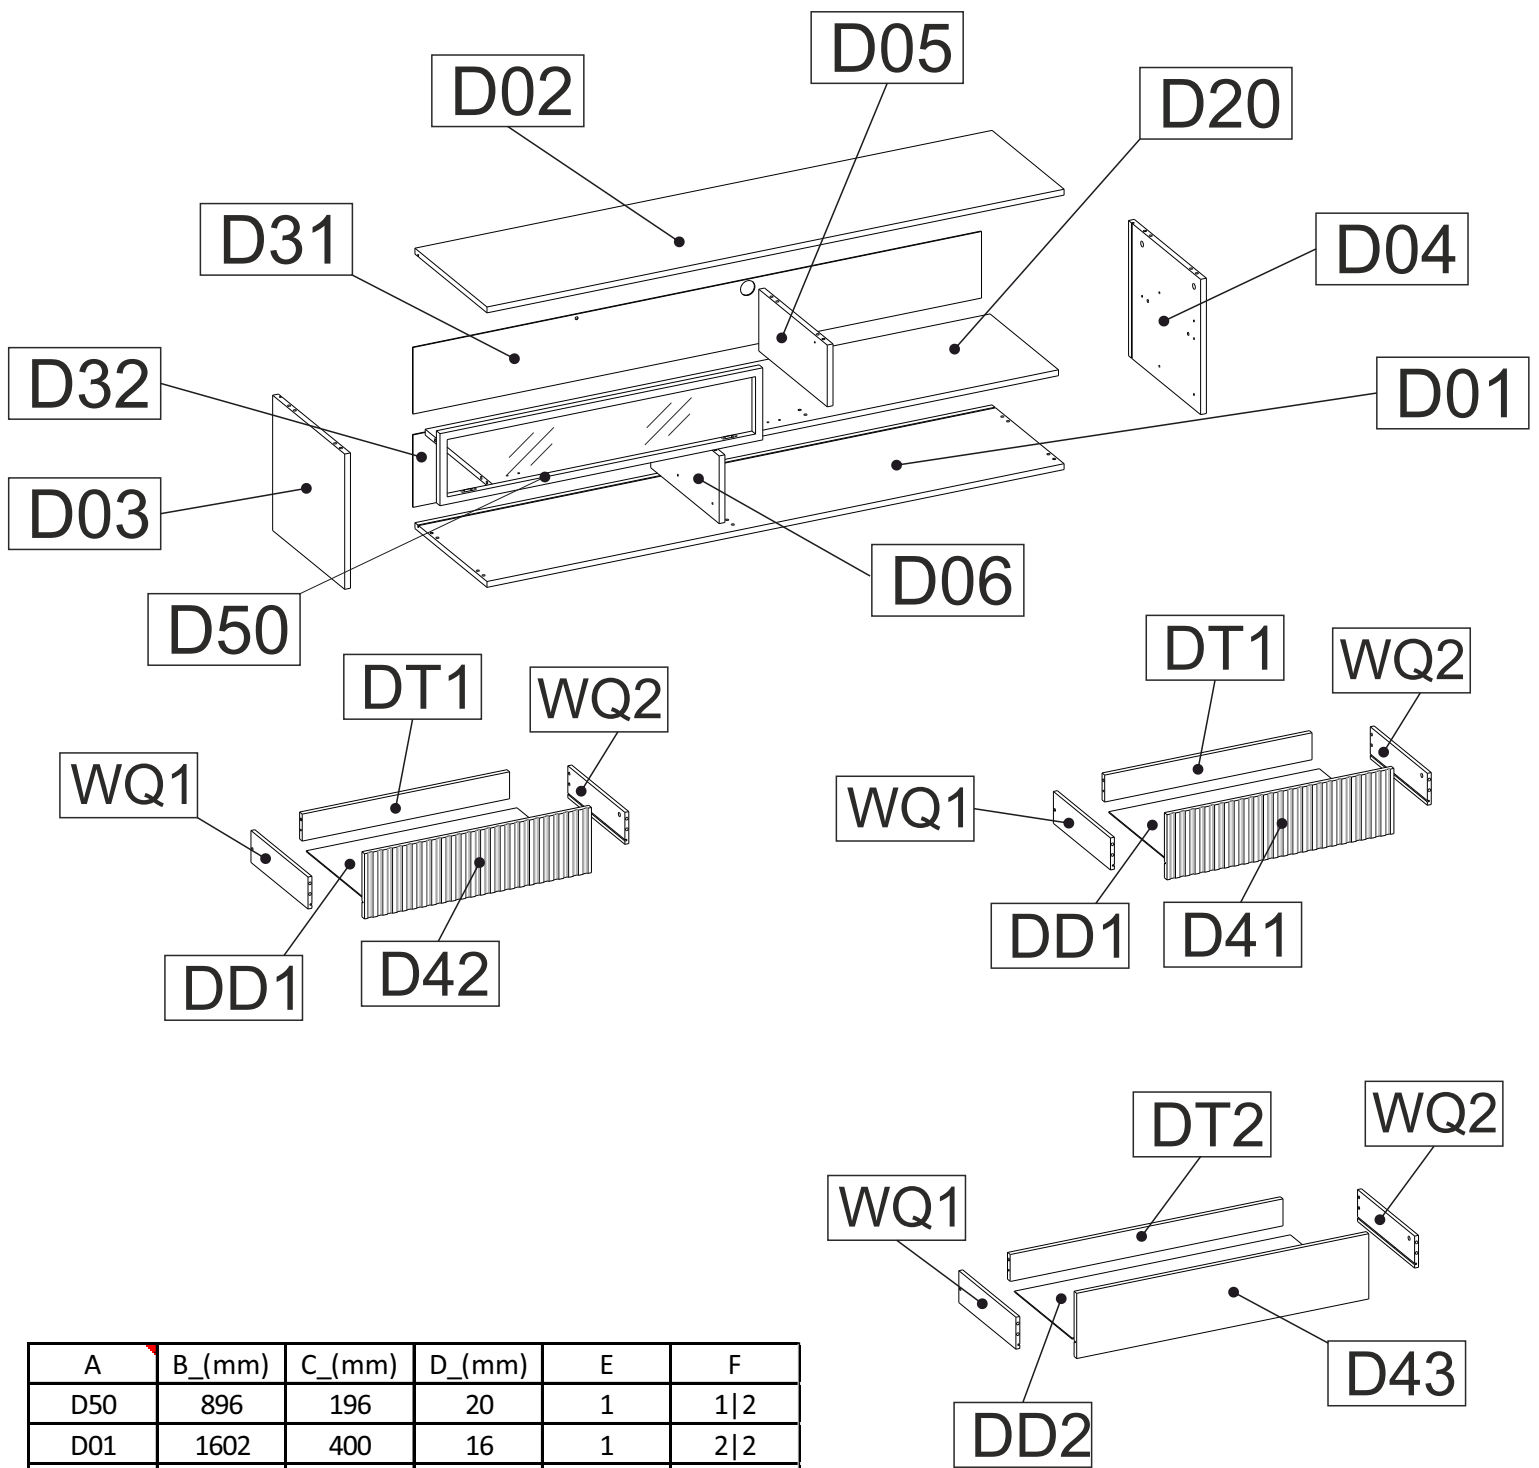 D05
D02
D20
D31
D04
D32
D01
D03
D06
D50
DT1
WQ2
DT1
WQ2
WQ1
WQ1
DD1
D41
D42
DD1
WQ2
DT2
WQ1
D43
DD2
A B_(mm) C_(mm) D_(mm) E F
D50 896 196 20 1 1|2
D01 1602 400 16 1 2|2